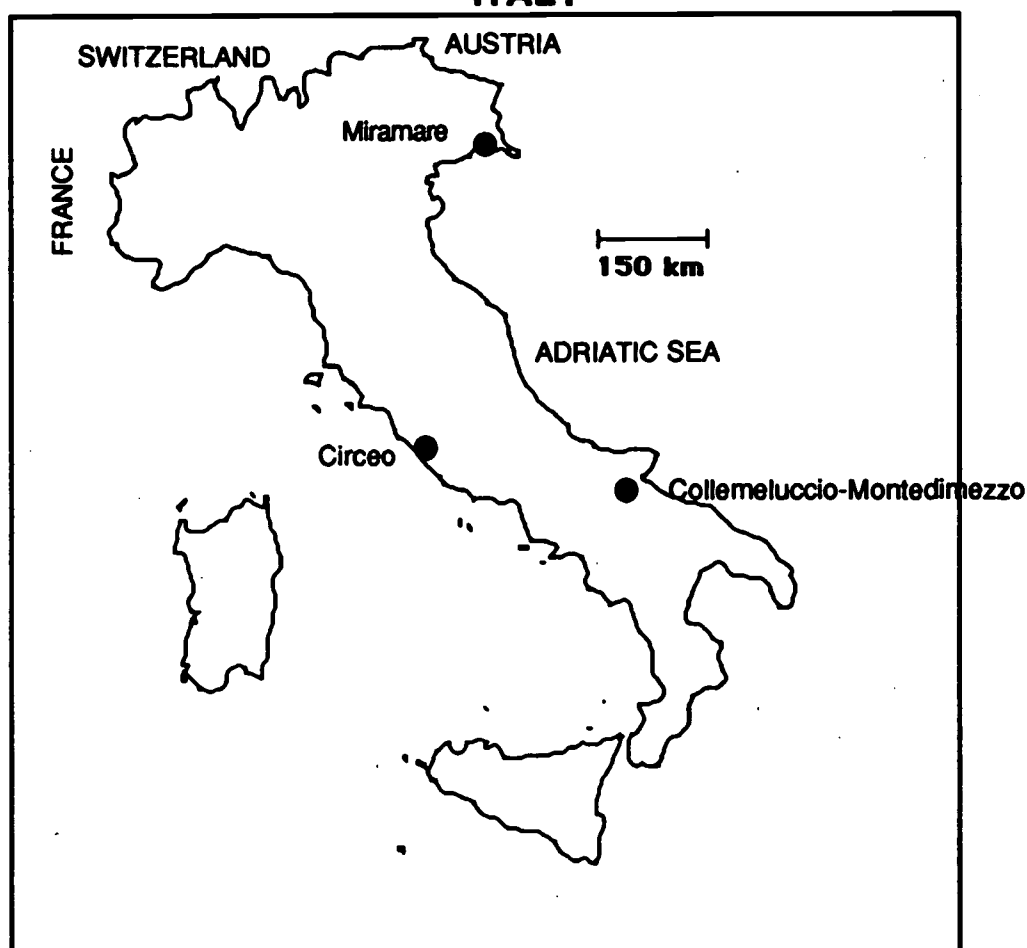 ITALY
SWITZERLAND
AUSTRIA
Miramare
FRANCE
150 km
ADRIATIC SEA
Circeo
Collemeluccio-Montedimezzo